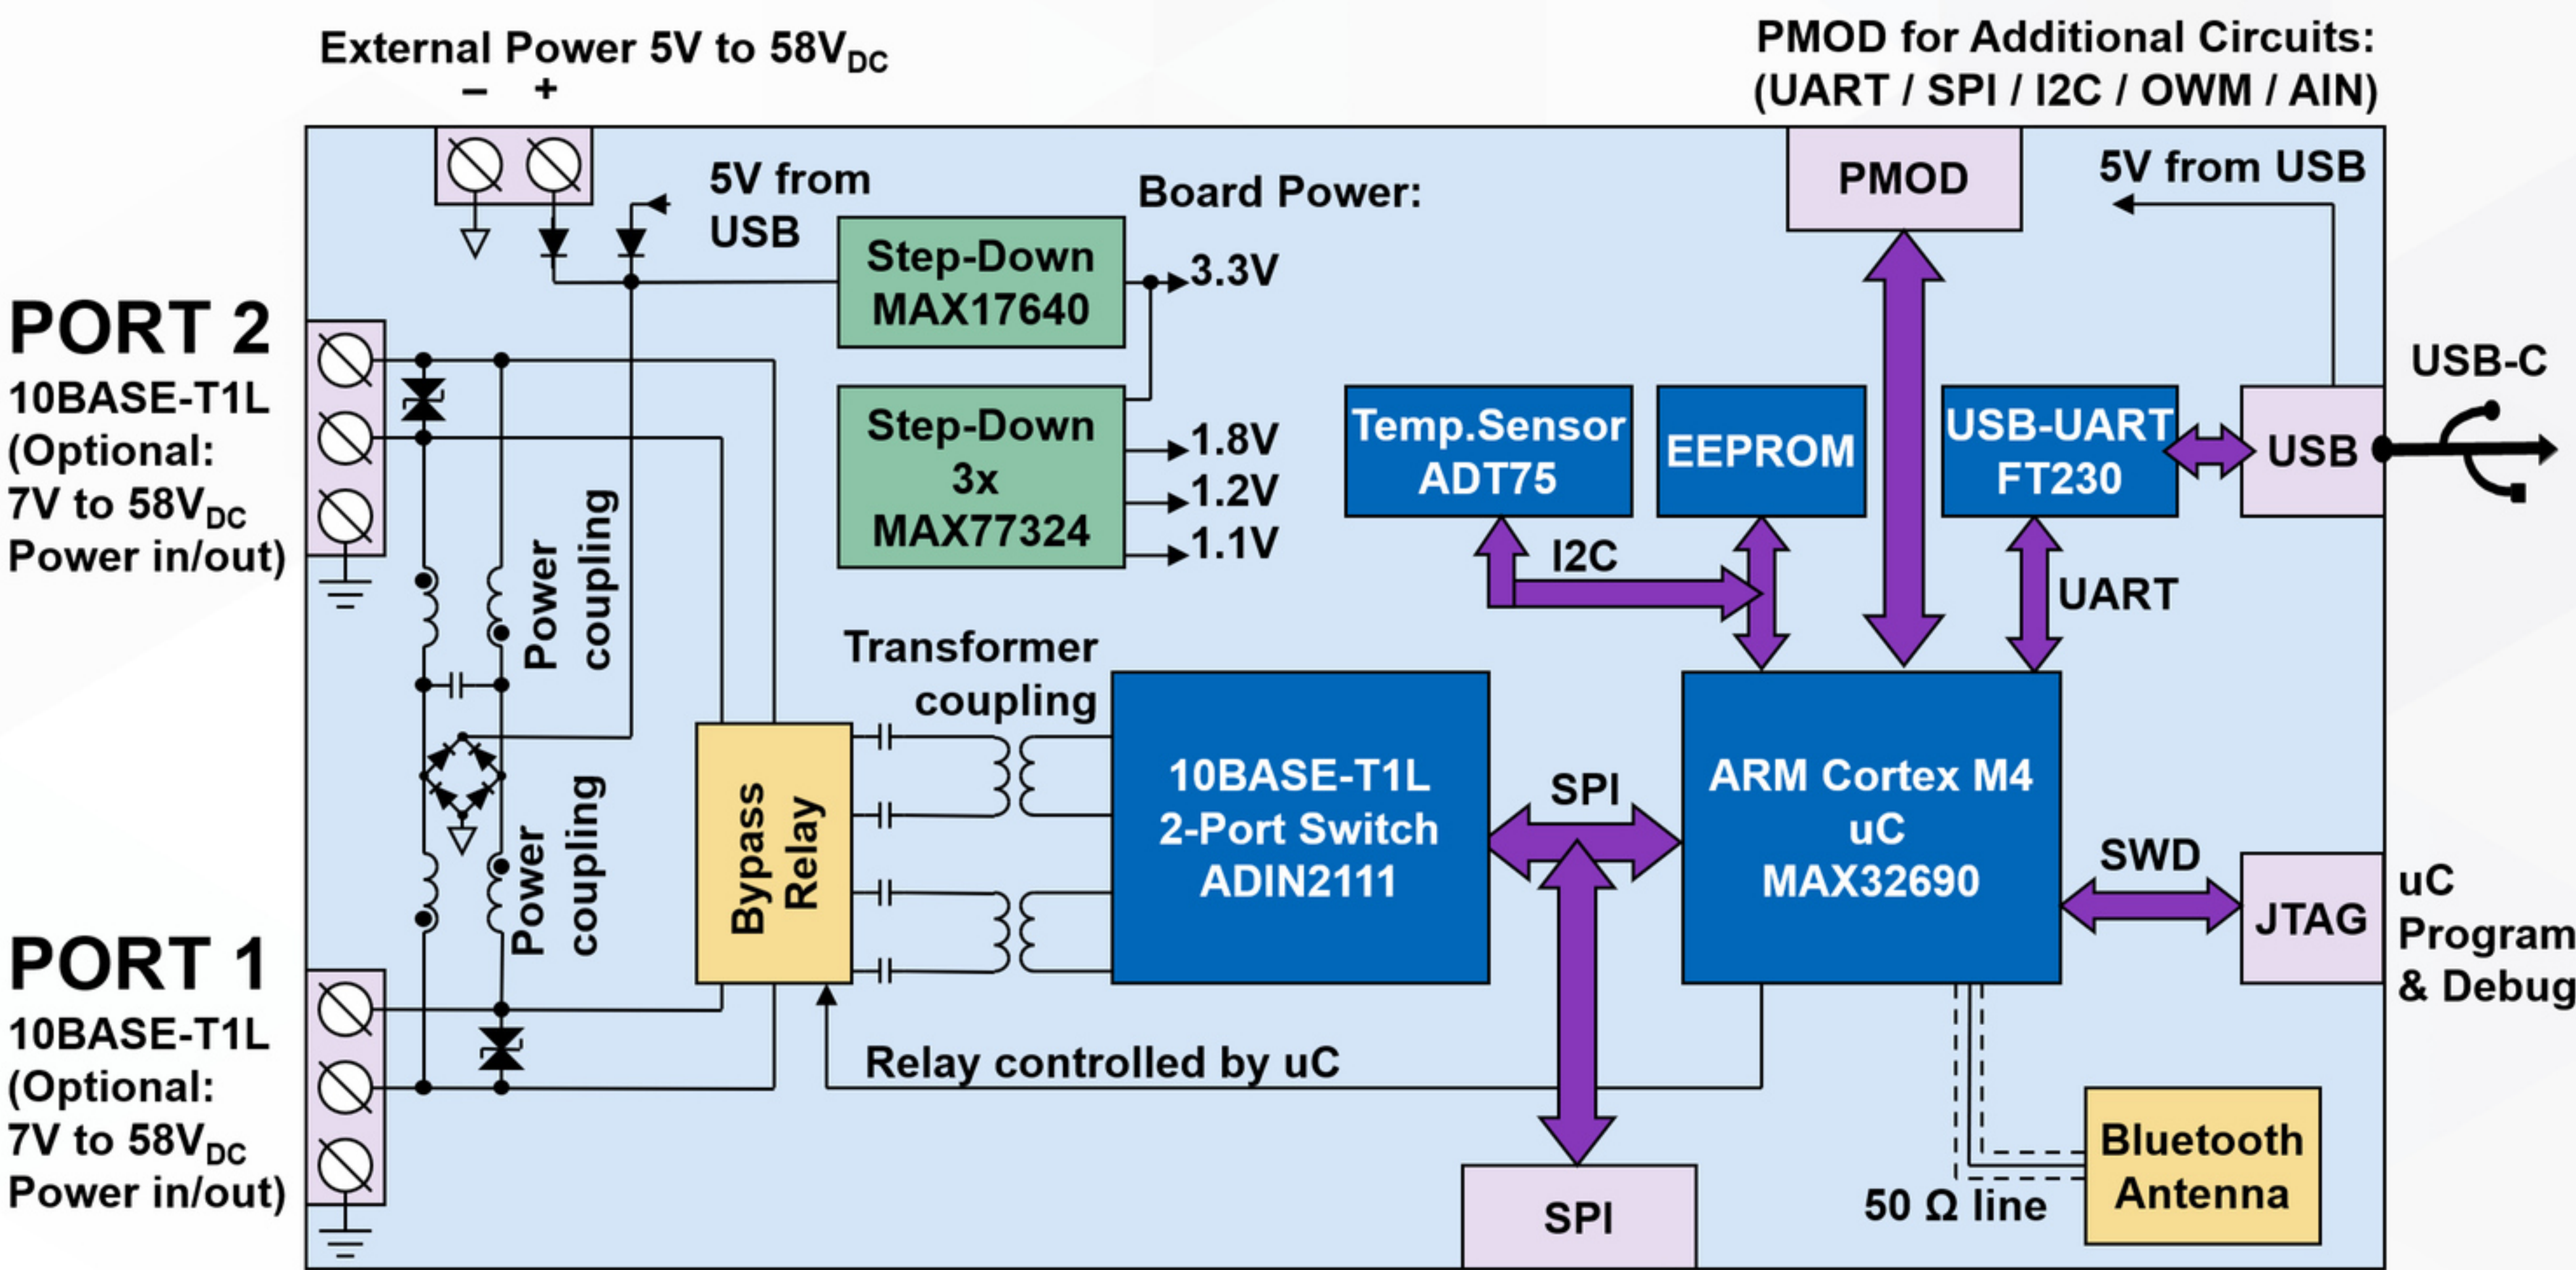 External Power 5V to 58VDC
– +
PMOD for Additional Circuits:
(UART / SPI / I2C / OWM / AIN)
5V from
USB
Board Power:
PMOD
5V from USB
Step-Down
MAX17640
3.3V
PORT 2
10BASE-T1L
(Optional:
7V to 58VDC
Power in/out)
Step-Down
3x
MAX77324
1.8V
1.2V
1.1V
Temp.Sensor
ADT75
EEPROM
USB-UART
FT230
USB
USB-C
I2C
UART
Power
coupling
Transformer
coupling
Power
coupling
Bypass
Relay
10BASE-T1L
2-Port Switch
ADIN2111
SPI
ARM Cortex M4
uC
MAX32690
SWD
JTAG
uC
Program
& Debug
PORT 1
10BASE-T1L
(Optional:
7V to 58VDC
Power in/out)
Relay controlled by uC
SPI
50 Ω line
Bluetooth
Antenna